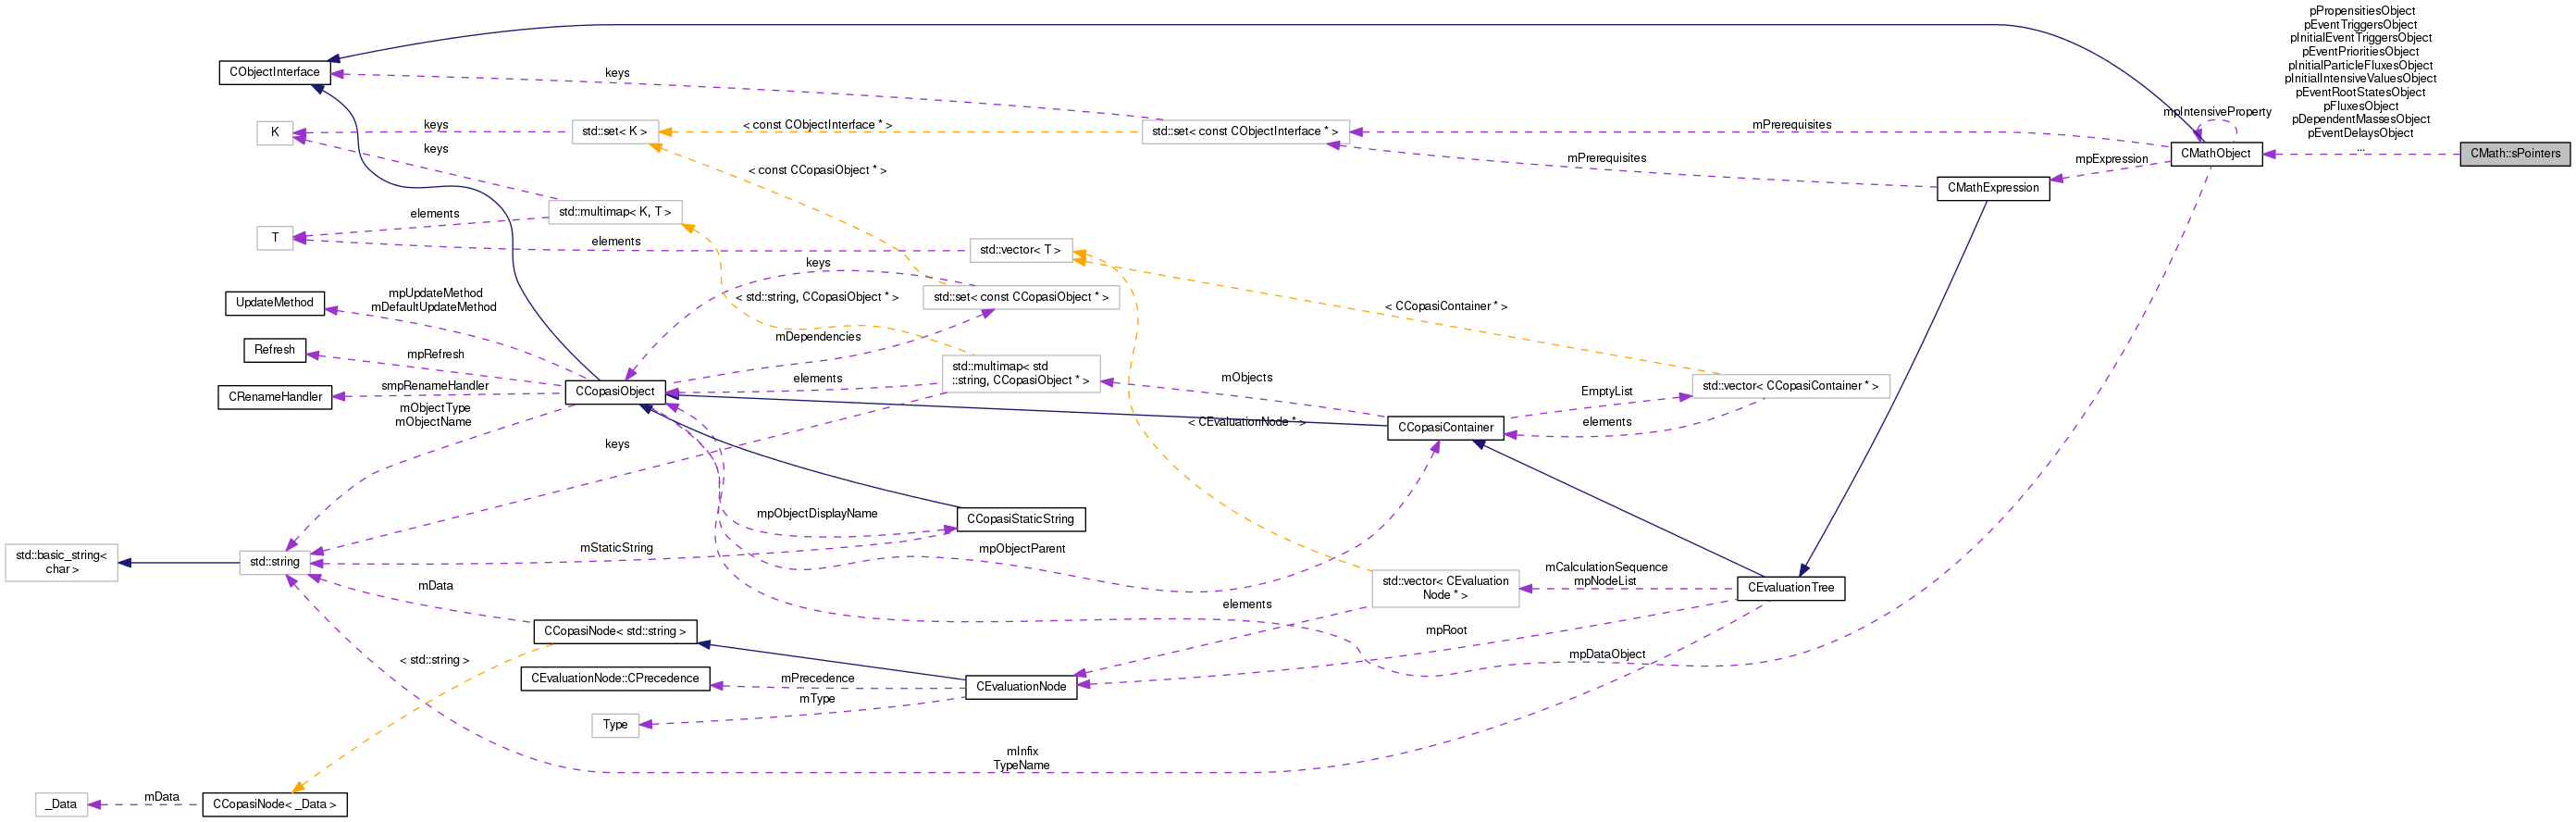 pPropensitiesObject
pEventTriggersObject
pInitialEventTriggersObject
pEventPrioritiesObject
pInitialParticleFluxesObject
pInitialIntensiveValuesObject
pEventRootStatesObject
pFluxesObject
pDependentMassesObject
pEventDelaysObject
...
CObjectInterface
keys
mpIntensiveProperty
K
keys
std::set< K >
< const CObjectInterface * >
std::set< const CObjectInterface * >
mPrerequisites
CMathObject
CMath::sPointers
keys
mPrerequisites
mpExpression
< const CCopasiObject * >
CMathExpression
elements
std::multimap< K, T >
T
elements
std::vector< T >
keys
UpdateMethod
mpUpdateMethod
mDefaultUpdateMethod
< std::string, CCopasiObject * >
std::set< const CCopasiObject * >
< CCopasiContainer * >
mDependencies
Refresh
mpRefresh
std::multimap< std
::string, CCopasiObject * >
elements
mObjects
CRenameHandler
smpRenameHandler
CCopasiObject
EmptyList
std::vector< CCopasiContainer * >
mObjectType
mObjectName
< CEvaluationNode * >
CCopasiContainer
elements
keys
mpObjectDisplayName
CCopasiStaticString
mStaticString
mpObjectParent
std::basic_string<
char >
std::string
mData
std::vector< CEvaluation
Node * >
mCalculationSequence
mpNodeList
CEvaluationTree
elements
CCopasiNode< std::string >
mpRoot
< std::string >
mpDataObject
CEvaluationNode::CPrecedence
mPrecedence
CEvaluationNode
mType
Type
mInfix
TypeName
_Data
mData
CCopasiNode< _Data >